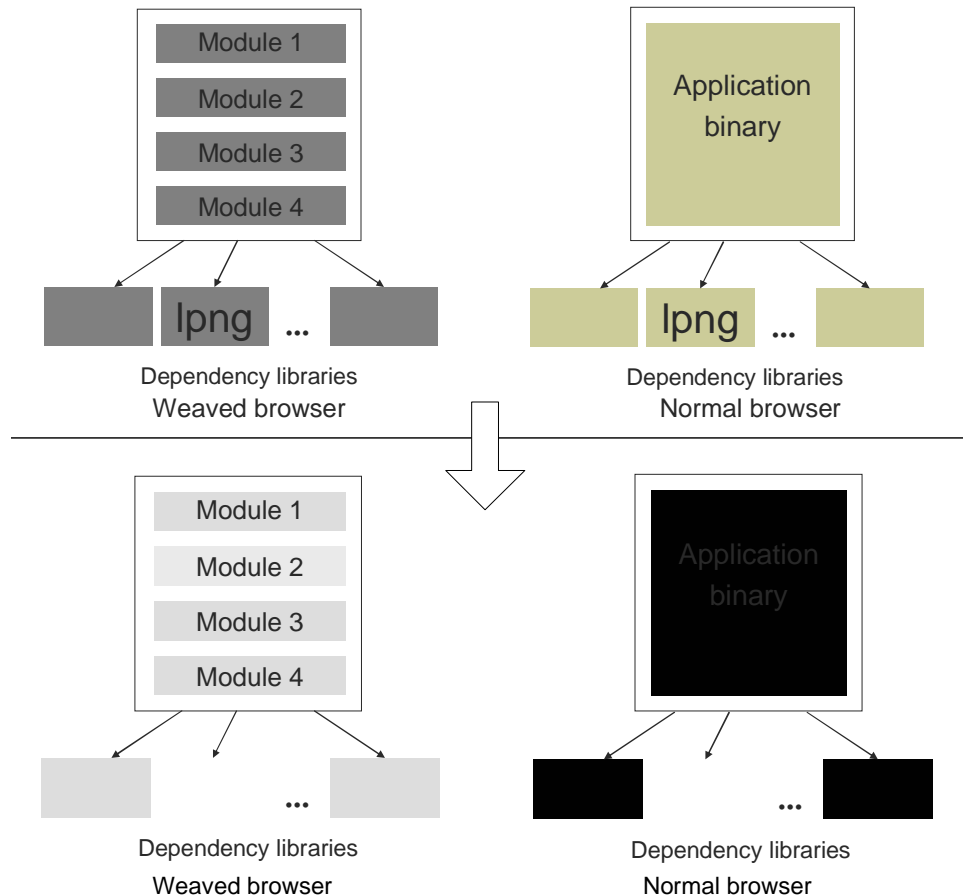 Module 1
Module 2
Module 3
Module 4
lpng
...
Dependency libraries
Weaved browser
Application
binary
lpng
...
Dependency libraries
Normal browser
Module 1
Module 2
Module 3
Module 4
...
Dependency libraries
Weaved browser
Application
binary
...
Dependency libraries
Normal browser